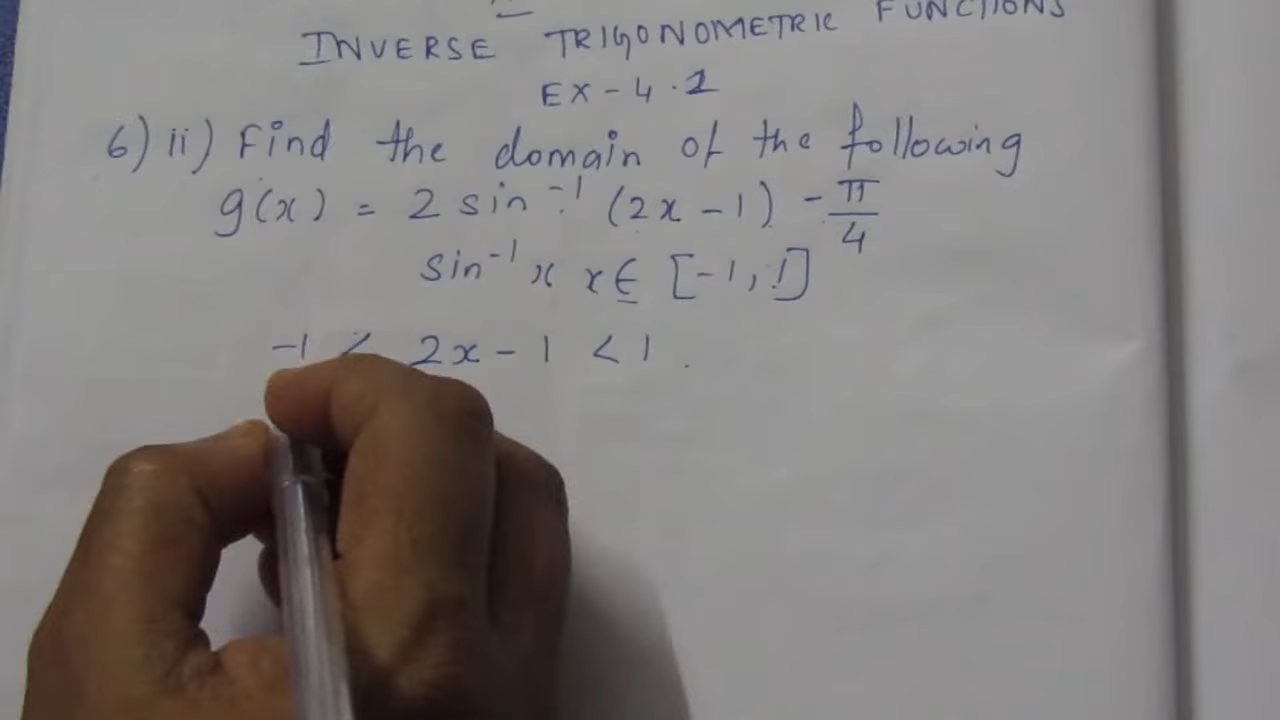 INVERSE TRIGONOMETRIC FUNCTIONS
EX - 4.2
6) ii) Find the domain of the following
g(x) = 2 sin⁻¹ (2x - 1) - π/4
sin⁻¹ x x ∈ [-1, 1]
-1 < 2x - 1 < 1